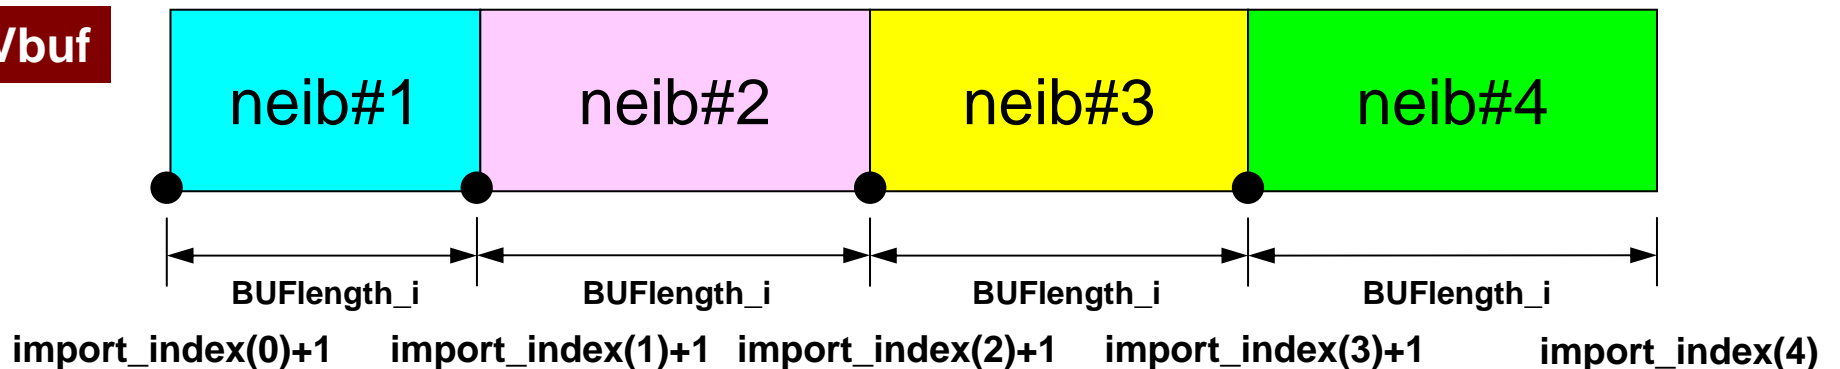 Vbuf
neib#1 neib#2 neib#3 neib#4
BUFlength_i BUFlength_i BUFlength_i BUFlength_i
import_index(0)+1 import_index(1)+1 import_index(2)+1 import_index(3)+1 import_index(4)